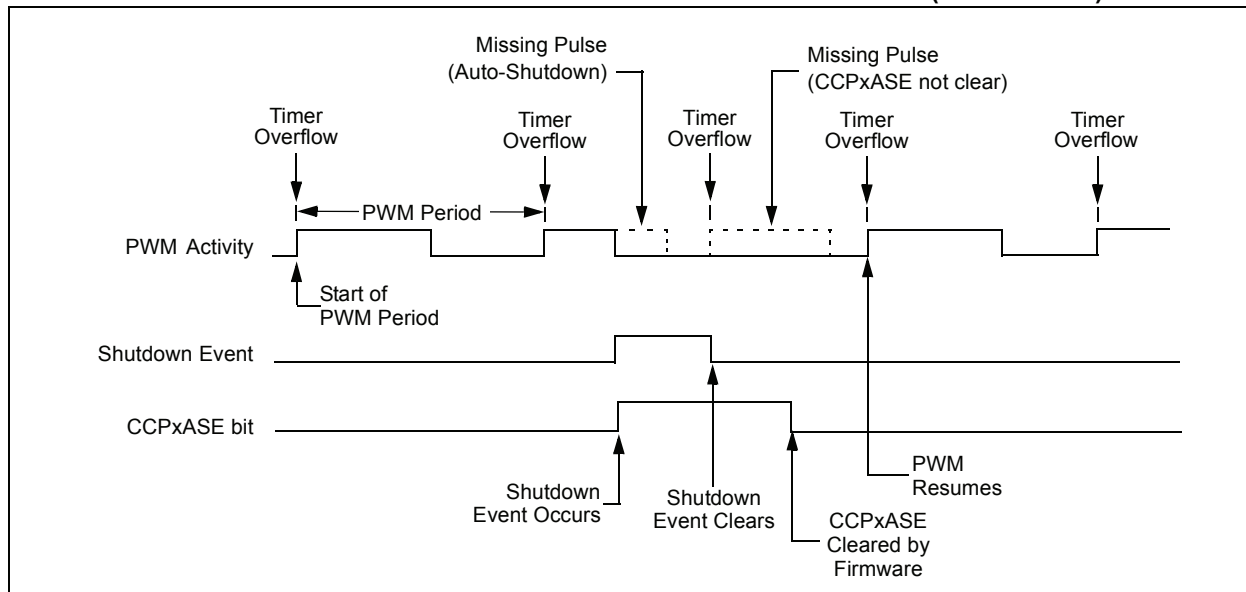 Missing Pulse
(Auto-Shutdown)
Missing Pulse
(CCPxASE not clear)
Timer
Overflow
Timer
Overflow
Timer
Overflow
Timer
Overflow
Timer
Overflow
PWM Period
PWM Activity
Start of
PWM Period
Shutdown Event
CCPxASE bit
Shutdown
Event Occurs
Shutdown
Event Clears
CCPxASE
Cleared by
Firmware
PWM
Resumes